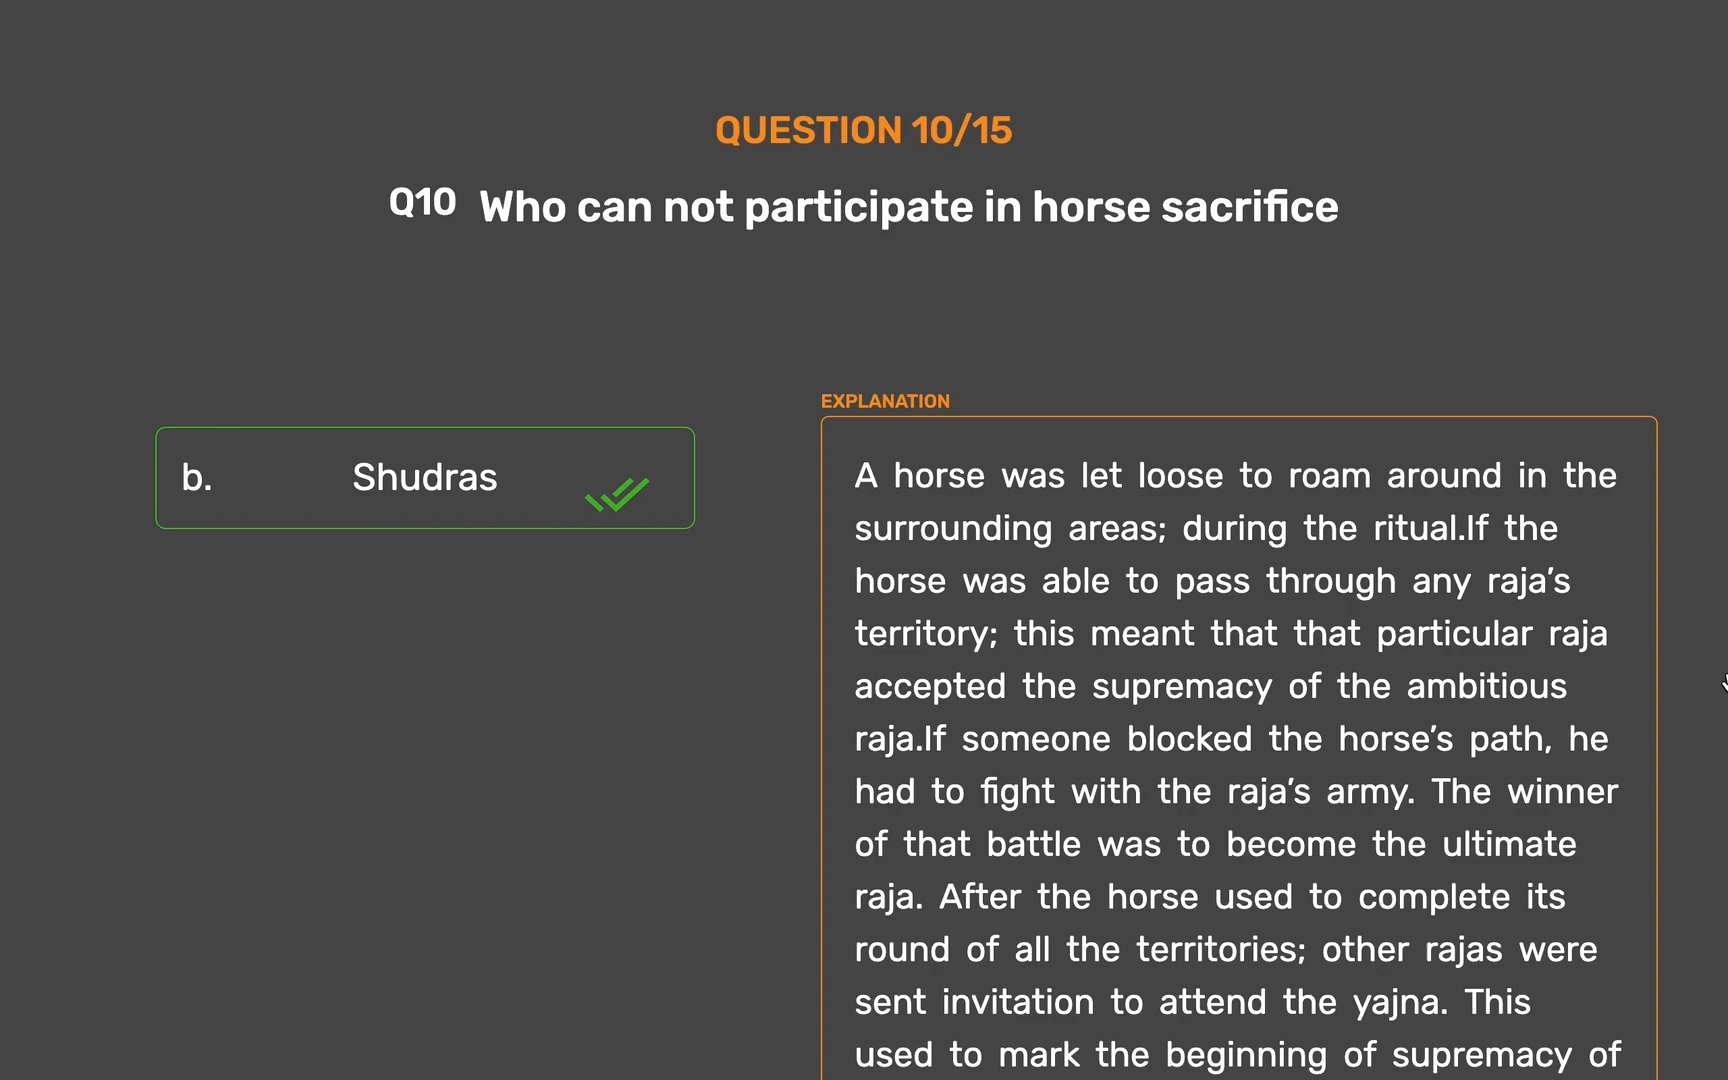 QUESTION 10/15
Q10 Who can not participate in horse sacrifice
b. Shudras
EXPLANATION
A horse was let loose to roam around in the
surrounding areas; during the ritual.If the
horse was able to pass through any raja’s
territory; this meant that that particular raja
accepted the supremacy of the ambitious
raja.If someone blocked the horse’s path, he
had to fight with the raja’s army. The winner
of that battle was to become the ultimate
raja. After the horse used to complete its
round of all the territories; other rajas were
sent invitation to attend the yajna. This
used to mark the beginning of supremacy of